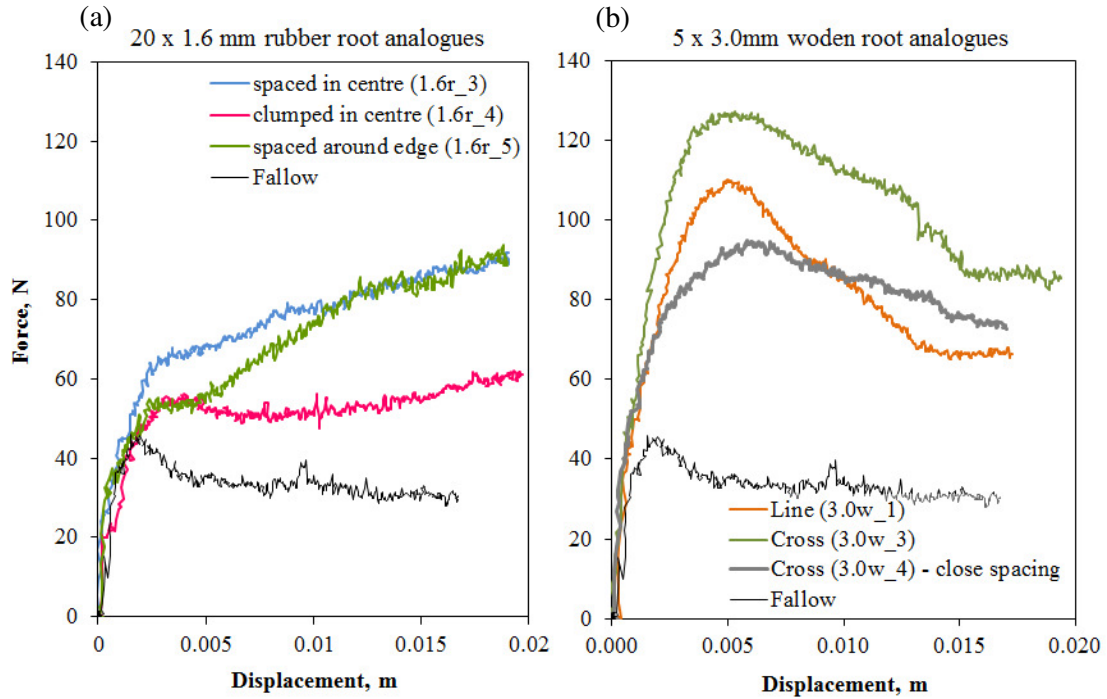 (a)
20 x 1.6 mm rubber root analogues
140
120
100
80
60
40
20
0
Force, N
spaced in centre (1.6r_3)
clumped in centre (1.6r_4)
spaced around edge (1.6r_5)
Fallow
0
0.005
0.01
0.015
0.02
Displacement, m
(b)
5 x 3.0mm woden root analogues
140
120
100
80
60
40
20
0
Line (3.0w_1)
Cross (3.0w_3)
Cross (3.0w_4) - close spacing
Fallow
0.000
0.005
0.010
0.015
0.020
Displacement, m